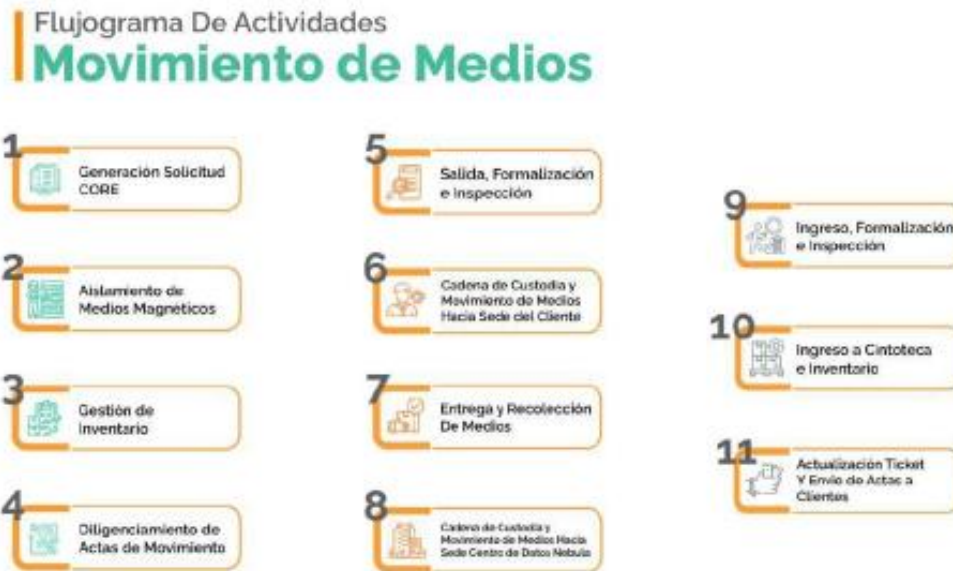 Flujograma De Actividades
Movimiento de Medios
1
Generación Solicitud
CORE
2
Aislamiento de
Medios Magnéticos
3
Gestión de
Inventario
4
Diligenciamiento de
Actas de Movimiento
5
Salida, Formalización
e Inspección
6
Cadena de Custodia y
Movimiento de Medios
Hacia Sede del Cliente
7
Entrega y Recolección
De Medios
8
Cadena de Custodia y
Movimiento de Medios Hacia
Sede Centro de Datos Nebula
9
Ingreso, Formalización
e Inspección
10
Ingreso a Cintoteca
e Inventario
11
Actualización Ticket
Y Envio de Actas a
Clientes